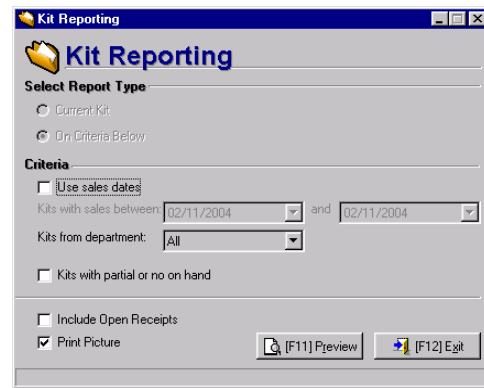 Kit Reporting
Kit Reporting
Select Report Type
Current Kit
On Criteria Below
Criteria
Use sales dates
Kits with sales between: 02/11/2004 and 02/11/2004
Kits from department: All
Kits with partial or no on hand
Include Open Receipts
Print Picture
[F11] Preview [F12] Exit